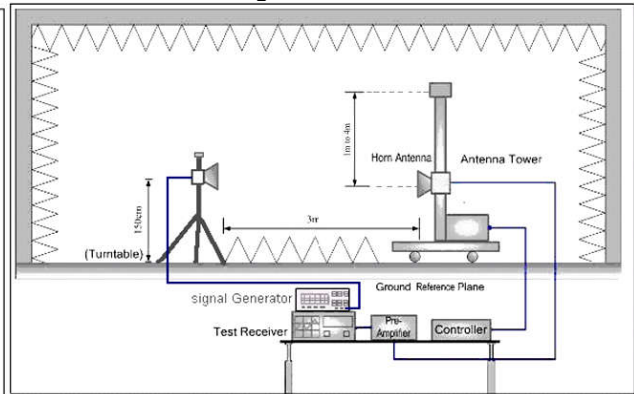 1m to 4m
Horn Antenna
Antenna Tower
150cm
3m
(Turntable)
Ground Reference Plane
signal Generator
Test Receiver
Pre-
Amplifier
Controller